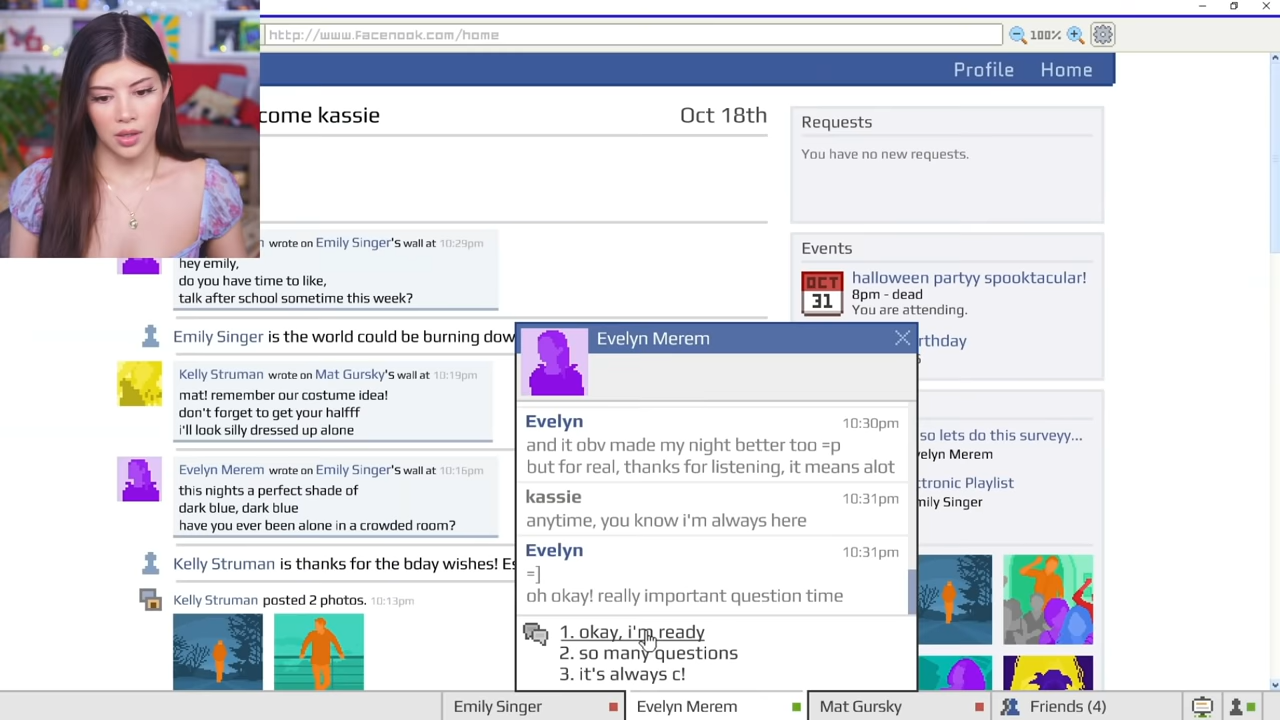 http://www.facenook.com/home
100%
Profile
Home
come kassie
Oct 18th
wrote on Emily Singer's wall at 10:29pm
hey emily,
do you have time to like,
talk after school sometime this week?
Emily Singer is the world could be burning dow
Kelly Struman wrote on Mat Gursky's wall at 10:19pm
mat! remember our costume idea!
don't forget to get your halfff
i'll look silly dressed up alone
Evelyn Merem wrote on Emily Singer's wall at 10:16pm
this nights a perfect shade of
dark blue, dark blue
have you ever been alone in a crowded room?
Kelly Struman is thanks for the bday wishes! Es
Kelly Struman posted 2 photos. 10:13pm
Requests
You have no new requests.
Events
OCT
31
halloween partyy spooktacular!
8pm - dead
You are attending.
rthday
so lets do this surveyy...
velyn Merem
ctronic Playlist
mily Singer
Evelyn Merem
Evelyn 10:30pm
and it obv made my night better too =p
but for real, thanks for listening, it means alot
kassie 10:31pm
anytime, you know i'm always here
Evelyn 10:31pm
=]
oh okay! really important question time
1. okay, i'm ready
2. so many questions
3. it's always c!
Emily Singer
Evelyn Merem
Mat Gursky
Friends (4)